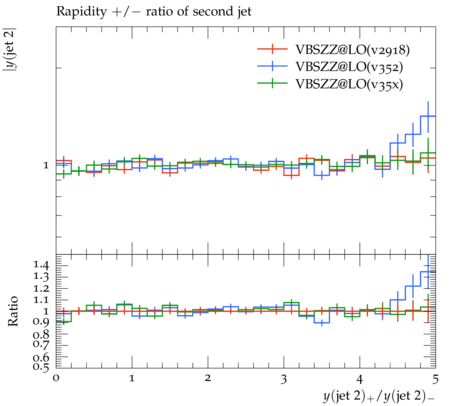 Rapidity +/− ratio of second jet
|y(jet 2|
VBSZZ@LO(v2918)
VBSZZ@LO(v352)
VBSZZ@LO(v35x)
1
Ratio
1.4
1.3
1.2
1.1
1
0.9
0.8
0.7
0.6
0.5
0 1 2 3 4 5
y(jet 2)₊/y(jet 2)₋